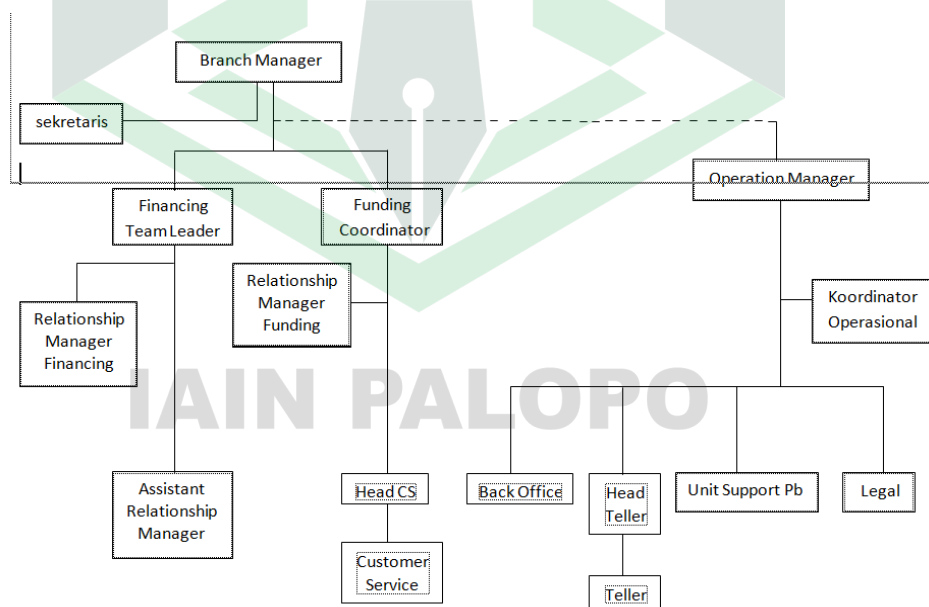 Branch Manager
sekretaris
Operation Manager
Financing
Team Leader
Funding
Coordinator
Relationship
Manager
Funding
Koordinator
Operasional
Relationship
Manager
Financing
IAIN PALOPO
Assistant
Relationship
Manager
Head CS
Back Office
Head
Teller
Unit Support Pb
Legal
Customer
Service
Teller